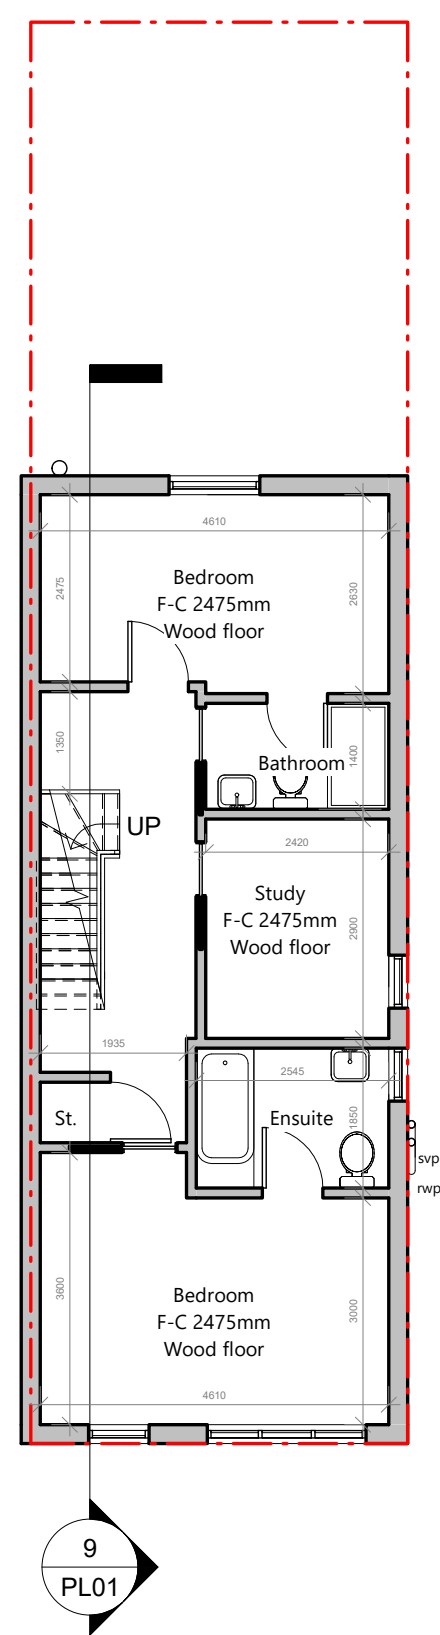 4610
2475
2630
Bedroom
F-C 2475mm
Wood floor
1350
1400
Bathroom
UP
2420
Study
F-C 2475mm
Wood floor
2900
1935
2545
St.
Ensuite
1850
svp
rwp
3600
Bedroom
F-C 2475mm
Wood floor
3000
4610
9
PL01